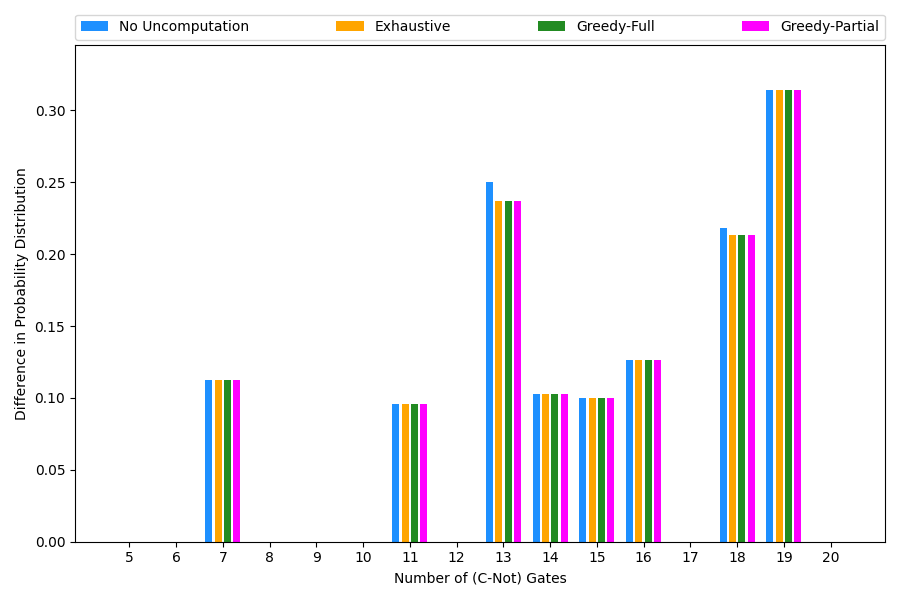 No Uncomputation Exhaustive Greedy-Full Greedy-Partial
0.30
0.25
0.20
0.15
0.10
0.05
0.00
Difference in Probability Distribution
5 6 7 8 9 10 11 12 13 14 15 16 17 18 19 20
Number of (C-Not) Gates